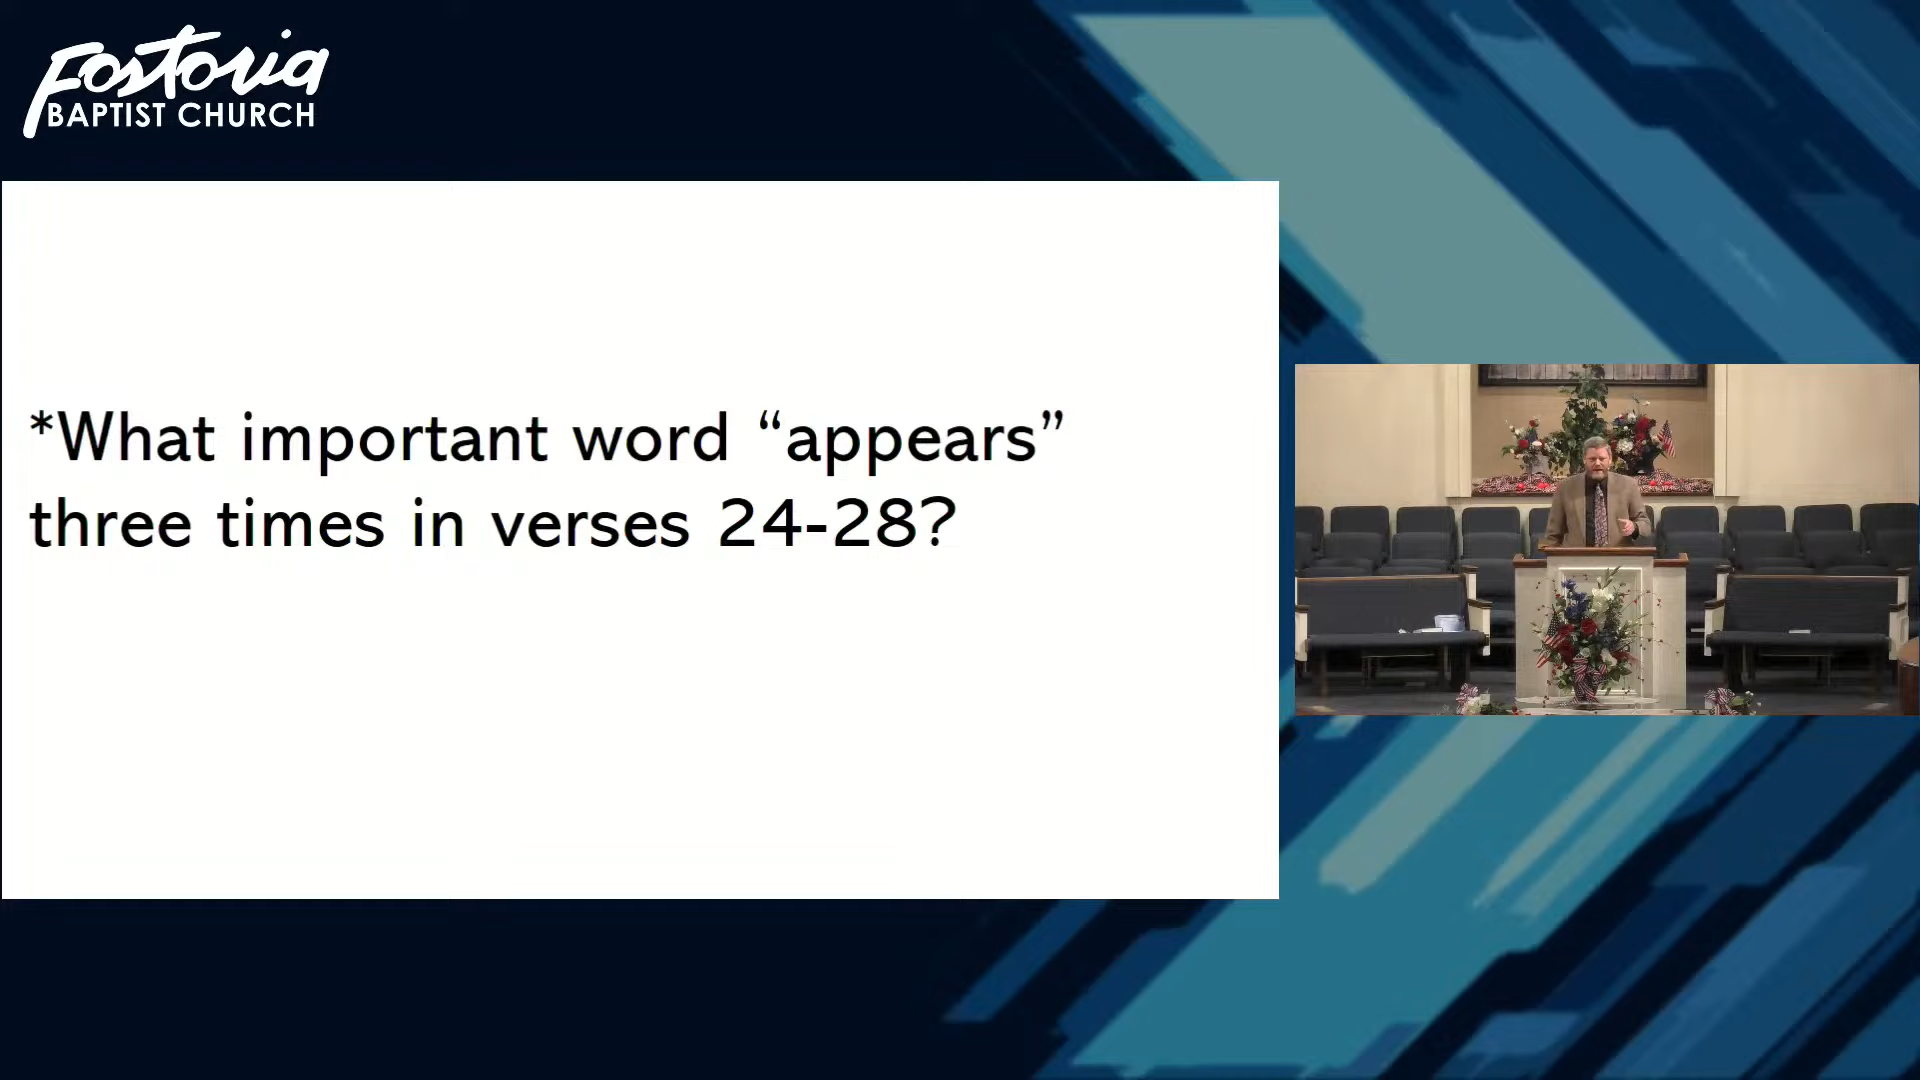 Fostoria
BAPTIST CHURCH
*What important word “appears”
three times in verses 24-28?